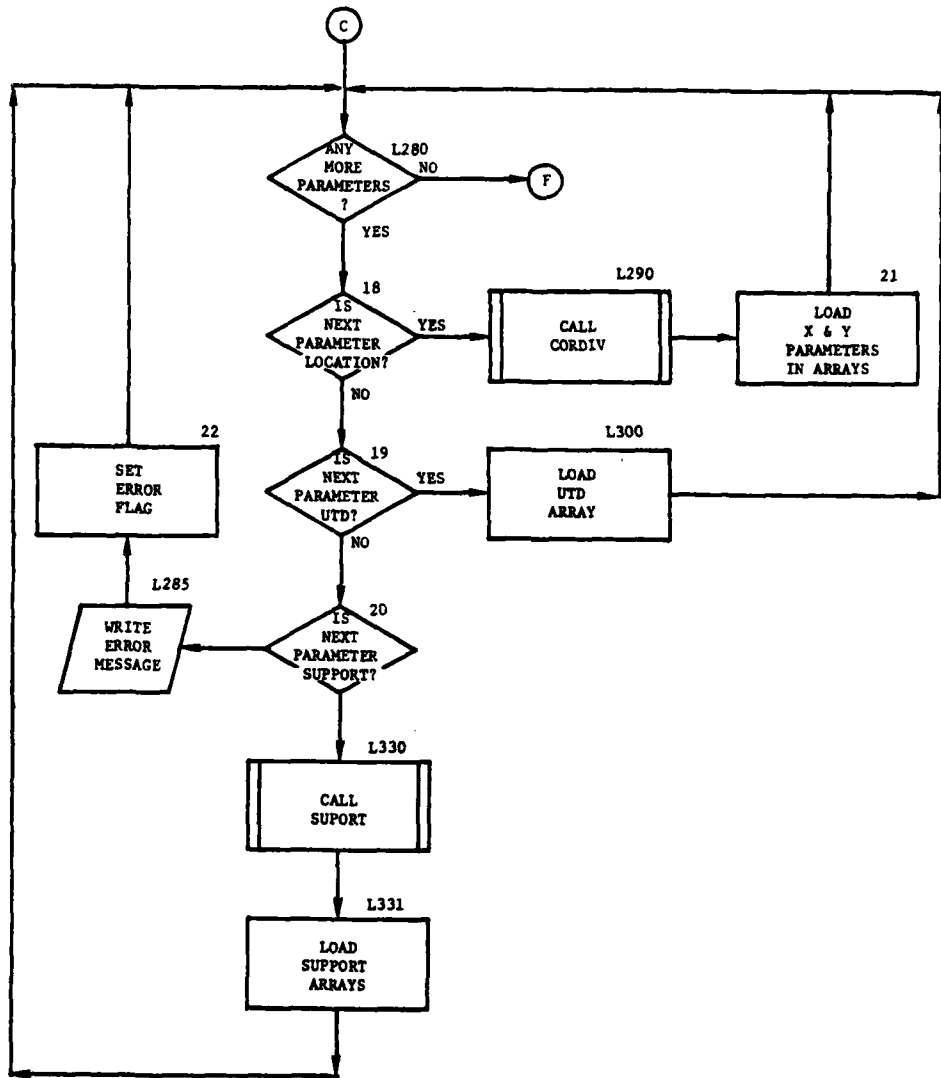 C
L280
ANY
MORE
PARAMETERS
?
NO
F
YES
18
IS
NEXT
PARAMETER
LOCATION?
YES
NO
L290
CALL
CORDIV
21
LOAD
X & Y
PARAMETERS
IN ARRAYS
22
SET
ERROR
FLAG
19
IS
NEXT
PARAMETER
UTD?
YES
NO
L300
LOAD
UTD
ARRAY
L285
WRITE
ERROR
MESSAGE
20
IS
NEXT
PARAMETER
SUPPORT?
L330
CALL
SUPORT
L331
LOAD
SUPPORT
ARRAYS